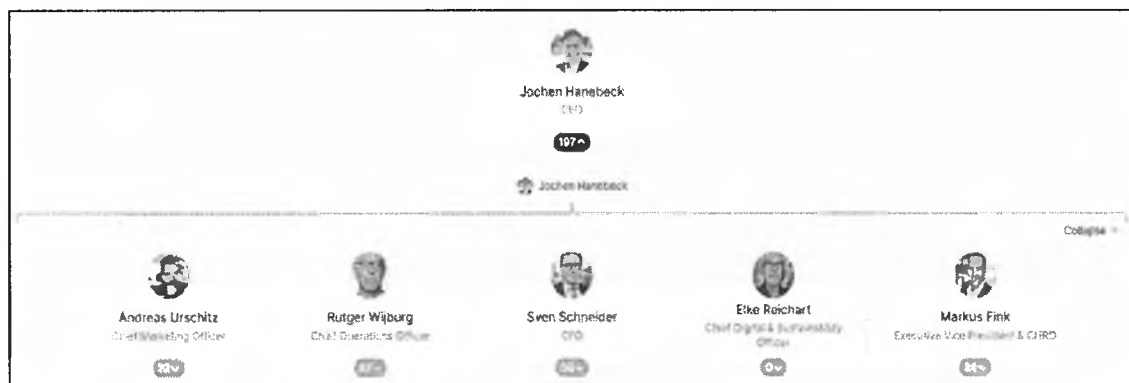 Jochen Hanebeck
CEO
197
Jochen Hanebeck
Collapse
Andreas Urschitz
Chief Marketing Officer
Rutger Wijburg
Chief Operations Officer
Sven Schneider
CFO
Elke Reichart
Chief Digital & Sustainability
Officer
0
Markus Fink
Executive Vice President & CHRO